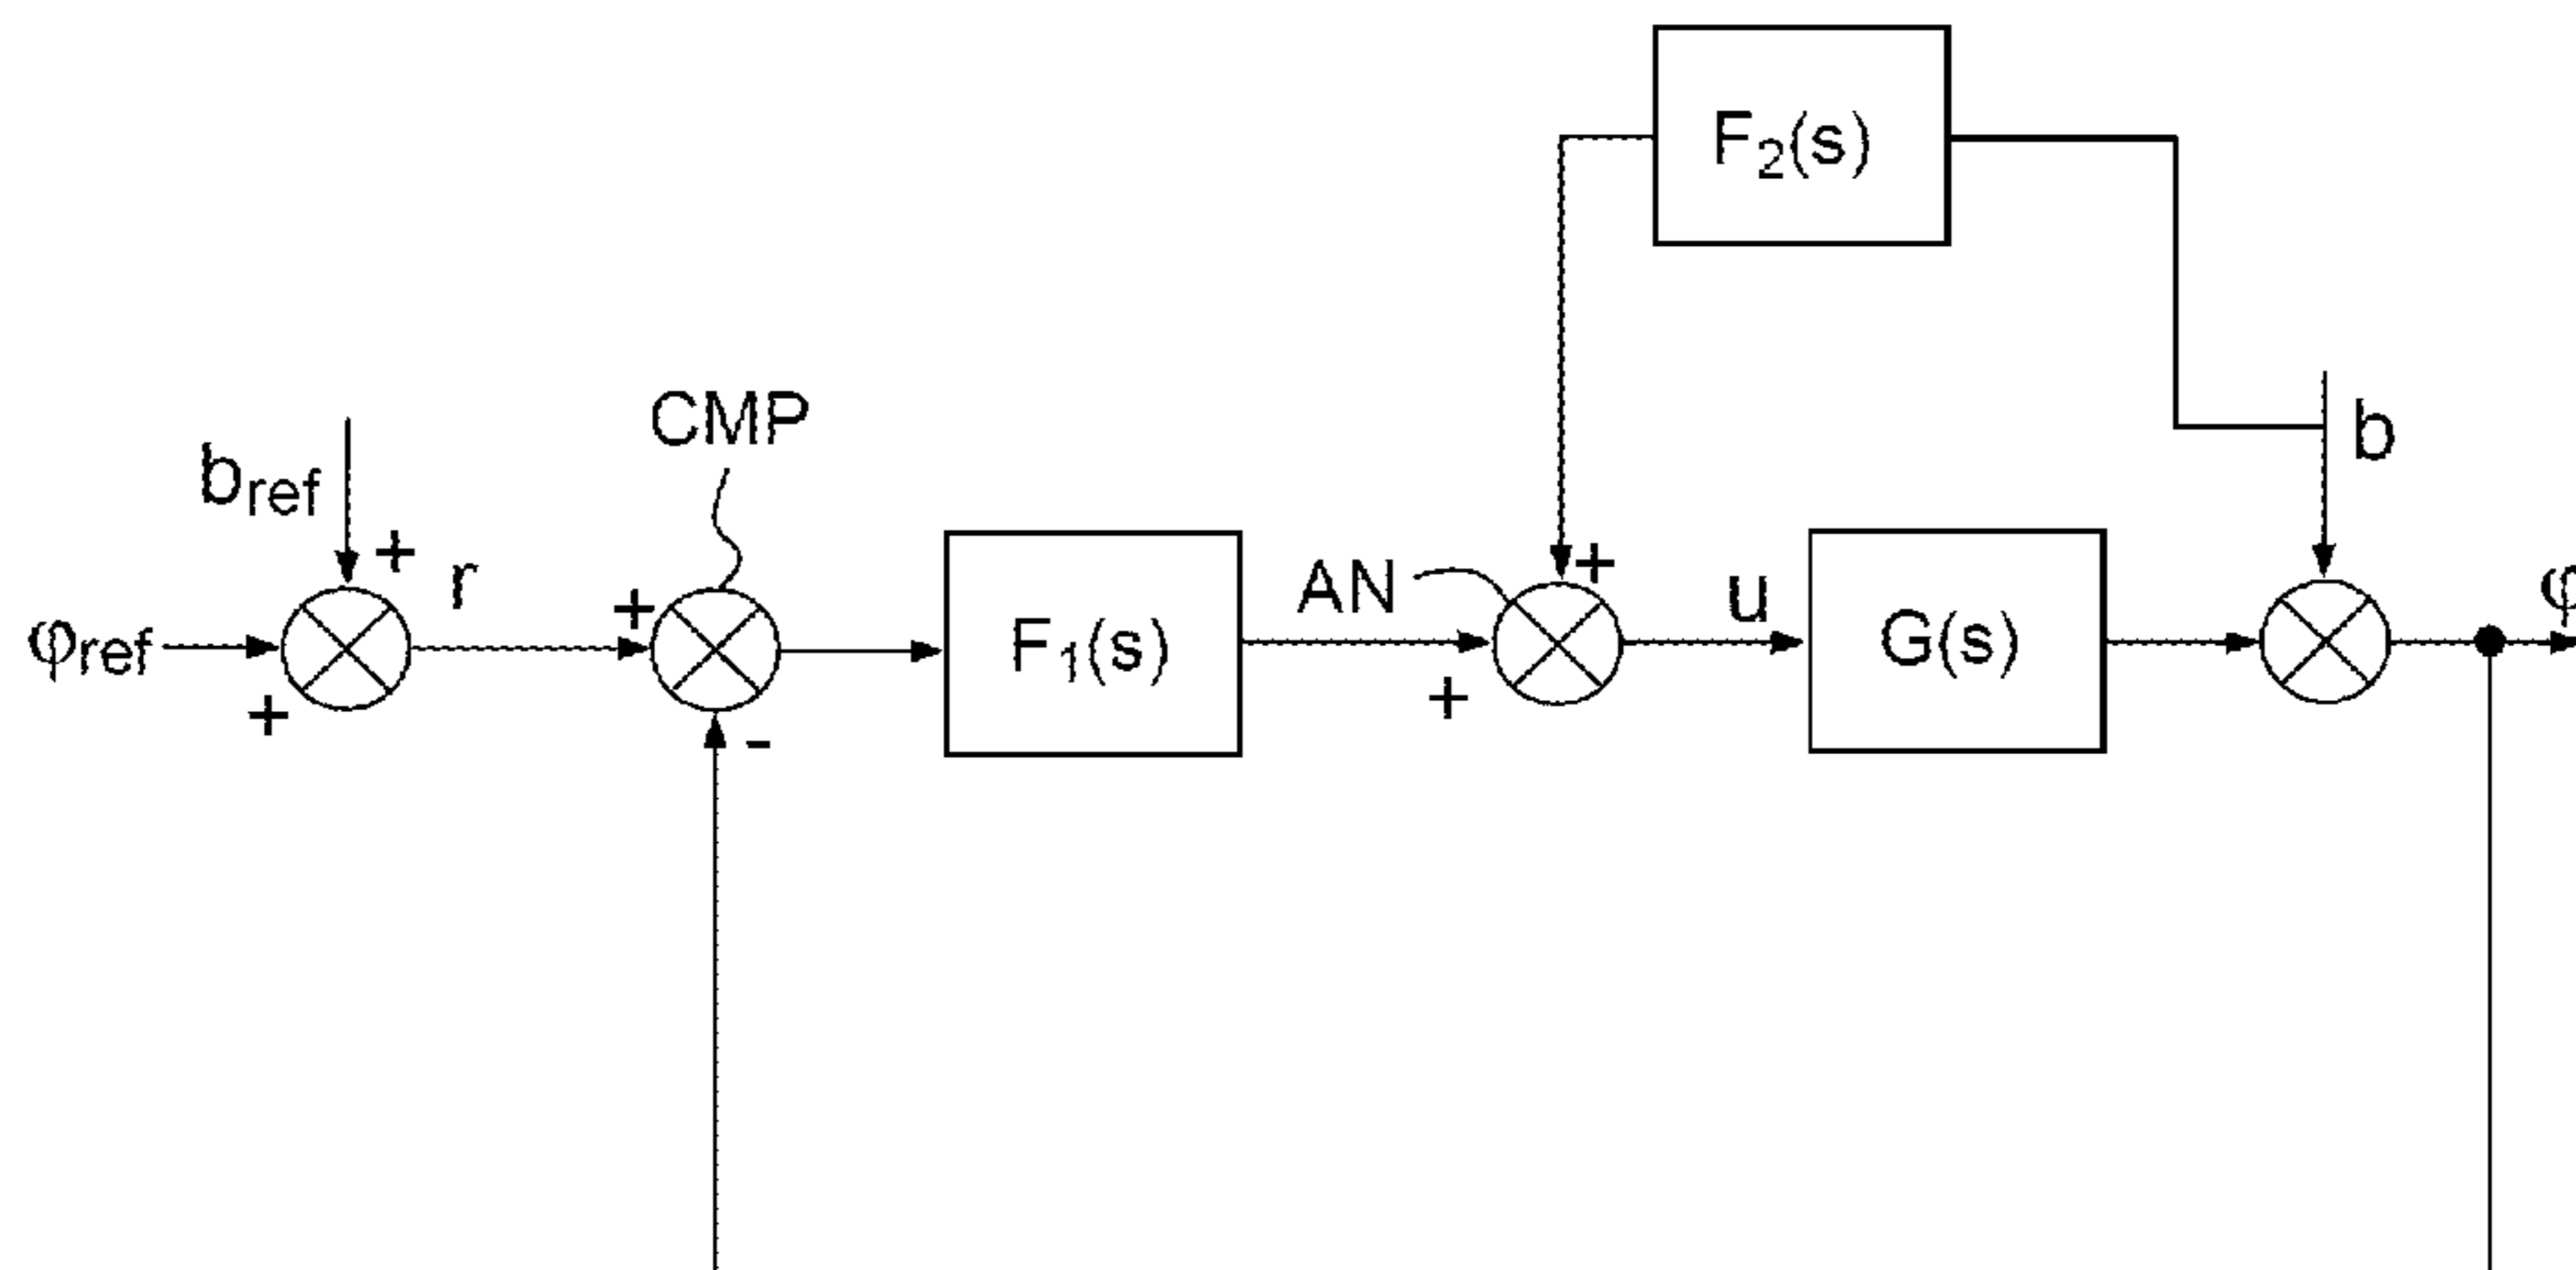 F₂(s)
CMP
b
b_ref
+
r
+
AN
+
u
φ
φ_ref
F₁(s)
G(s)
+
+
-